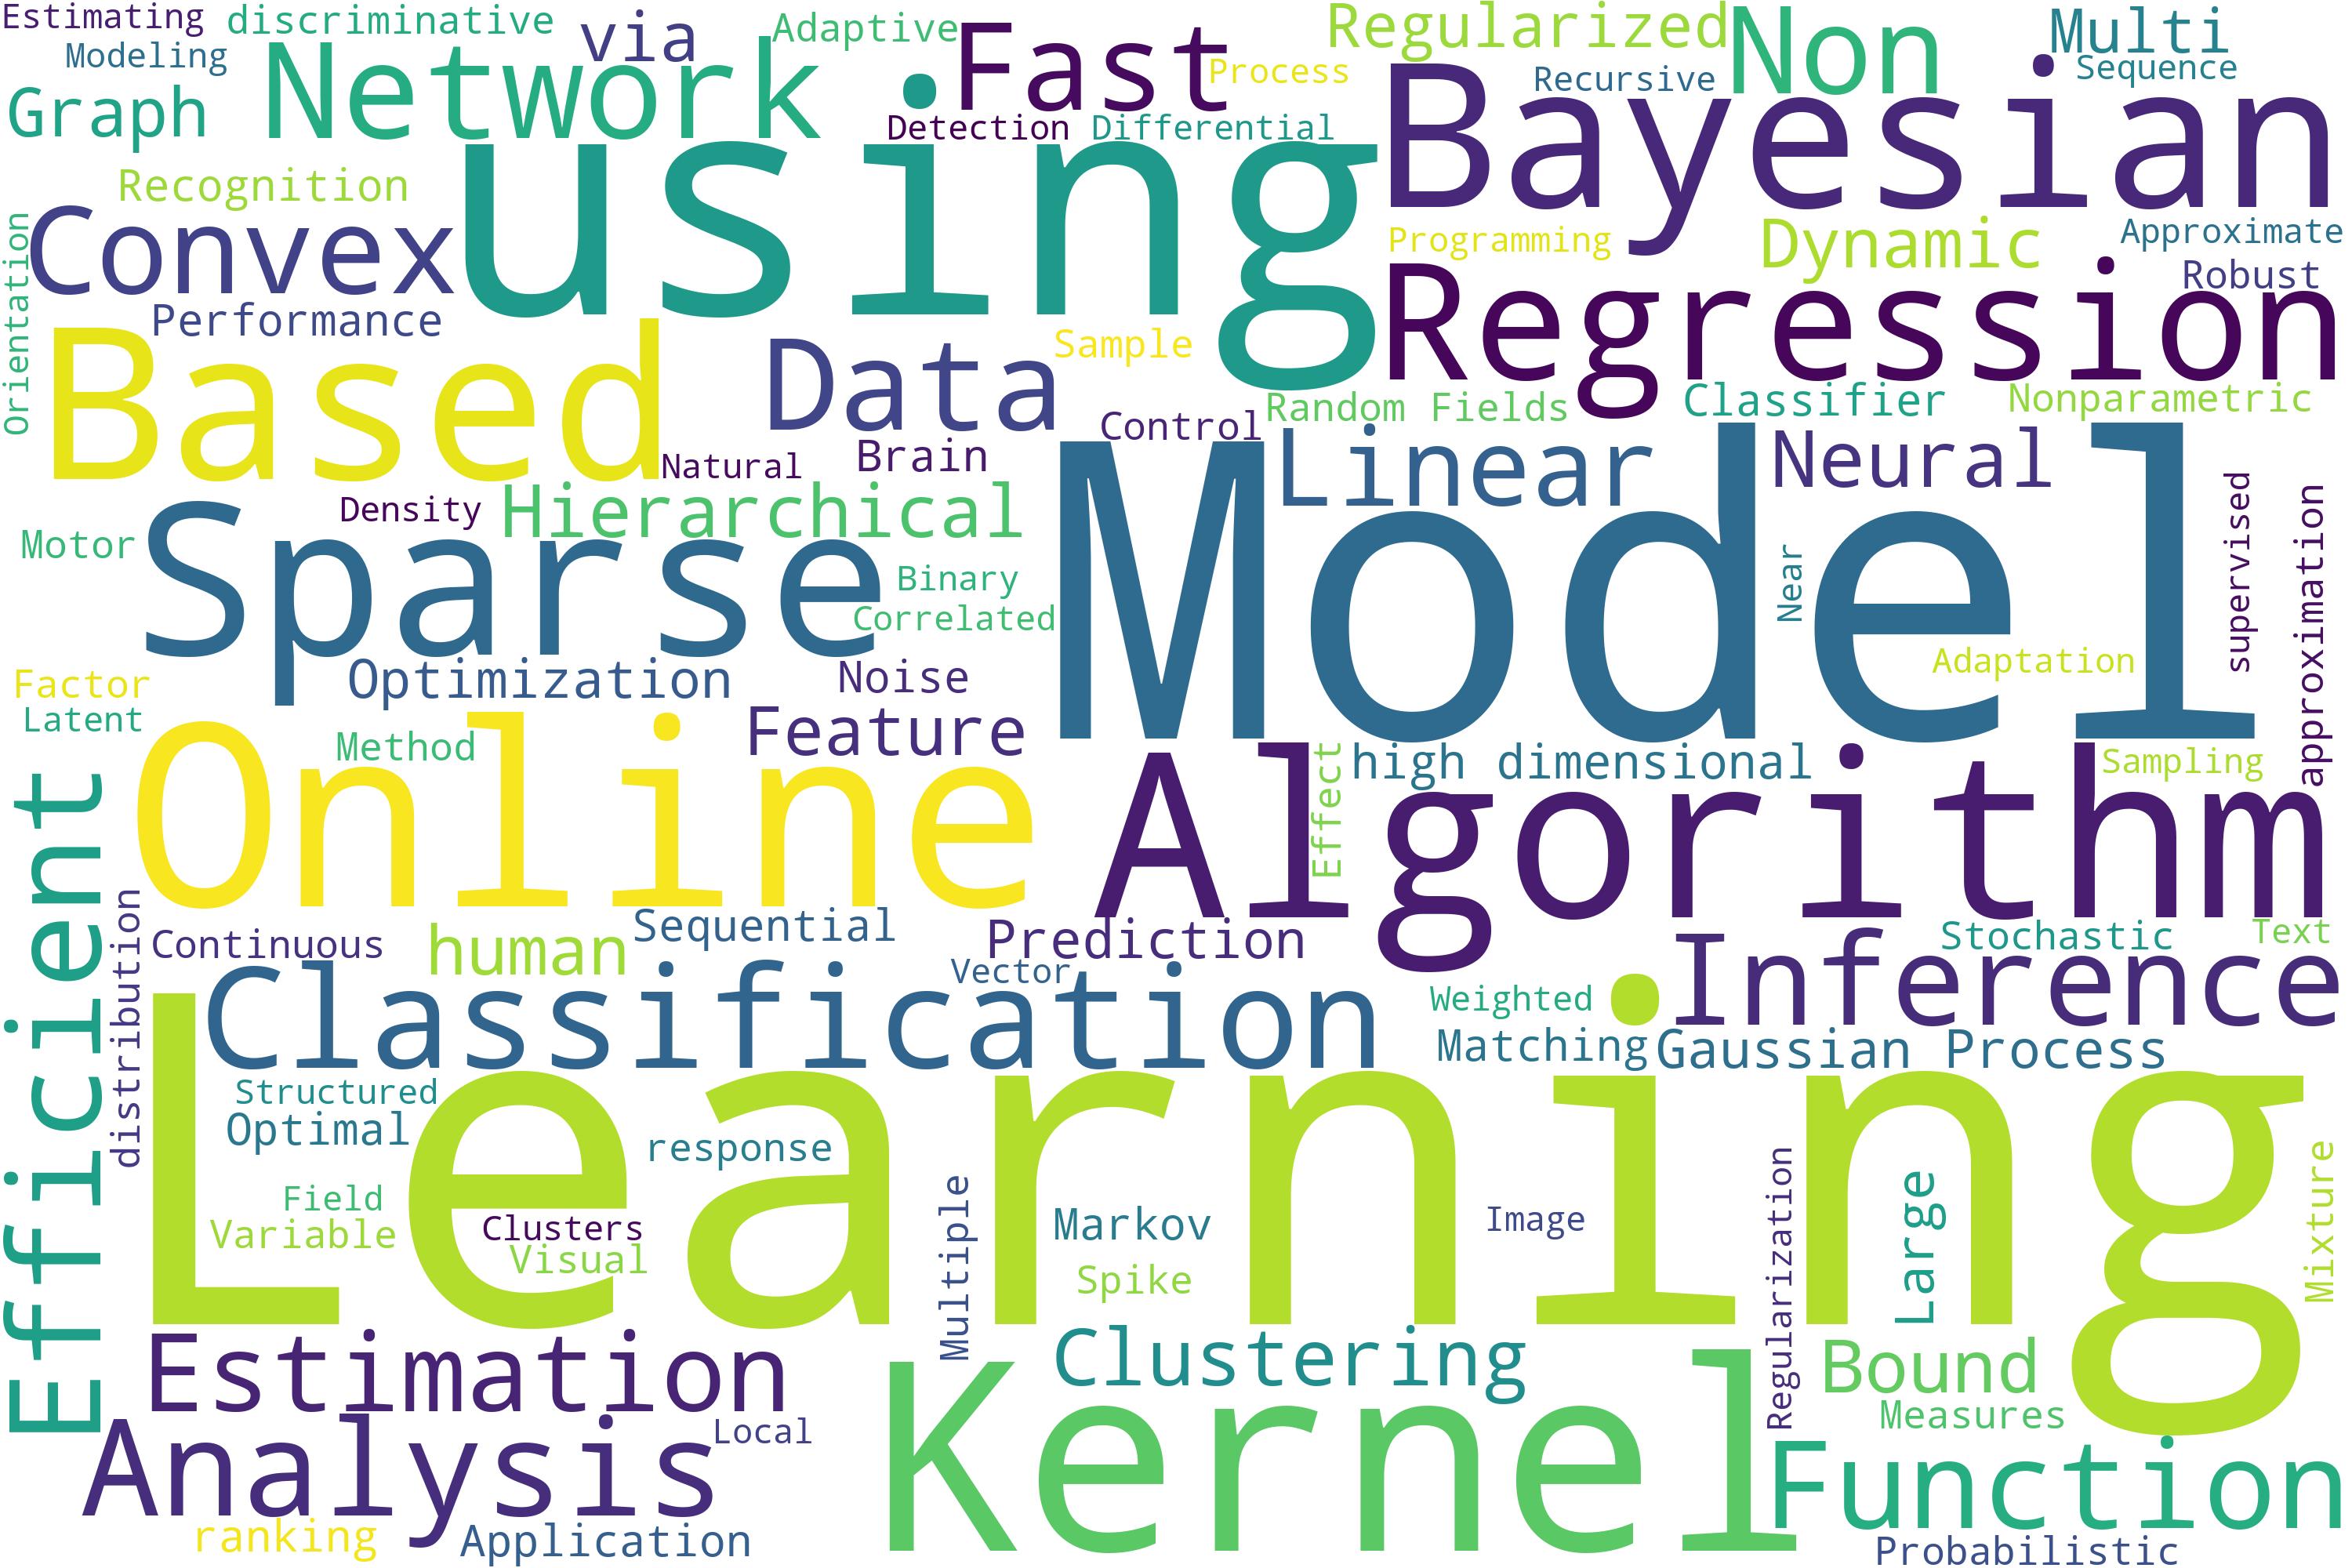 Estimating
discriminative
via
Adaptive
Fast
Regularized
Non
Multi
Modeling
Process
Recursive
Sequence
Graph
Network
Detection
Differential
Bayesian
Recognition
using
Convex
Programming
Dynamic
Approximate
Orientation
Robust
Performance
Regression
Based
Data
Sample
Random Fields
Classifier
Nonparametric
Control
Brain
Linear
Neural
Natural
Density
Hierarchical
Motor
Sparse
Binary
Correlated
Model
Near
supervised
approximation
Adaptation
Factor
Latent
Optimization
Noise
Method
Feature
Online
Effect
high dimensional
Sampling
Algorithm
Efficient
distribution
Continuous
human
Sequential
Prediction
Stochastic
Text
Classification
Vector
Inference
Weighted
Matching
Gaussian Process
Structured
Optimal
response
Learning
Field
Variable
Clusters
Visual
Multiple
Markov
Spike
Image
Regularization
Large
Mixture
Estimation
Clustering
Bound
Measures
Analysis
Local
Kernel
Function
ranking
Application
Probabilistic